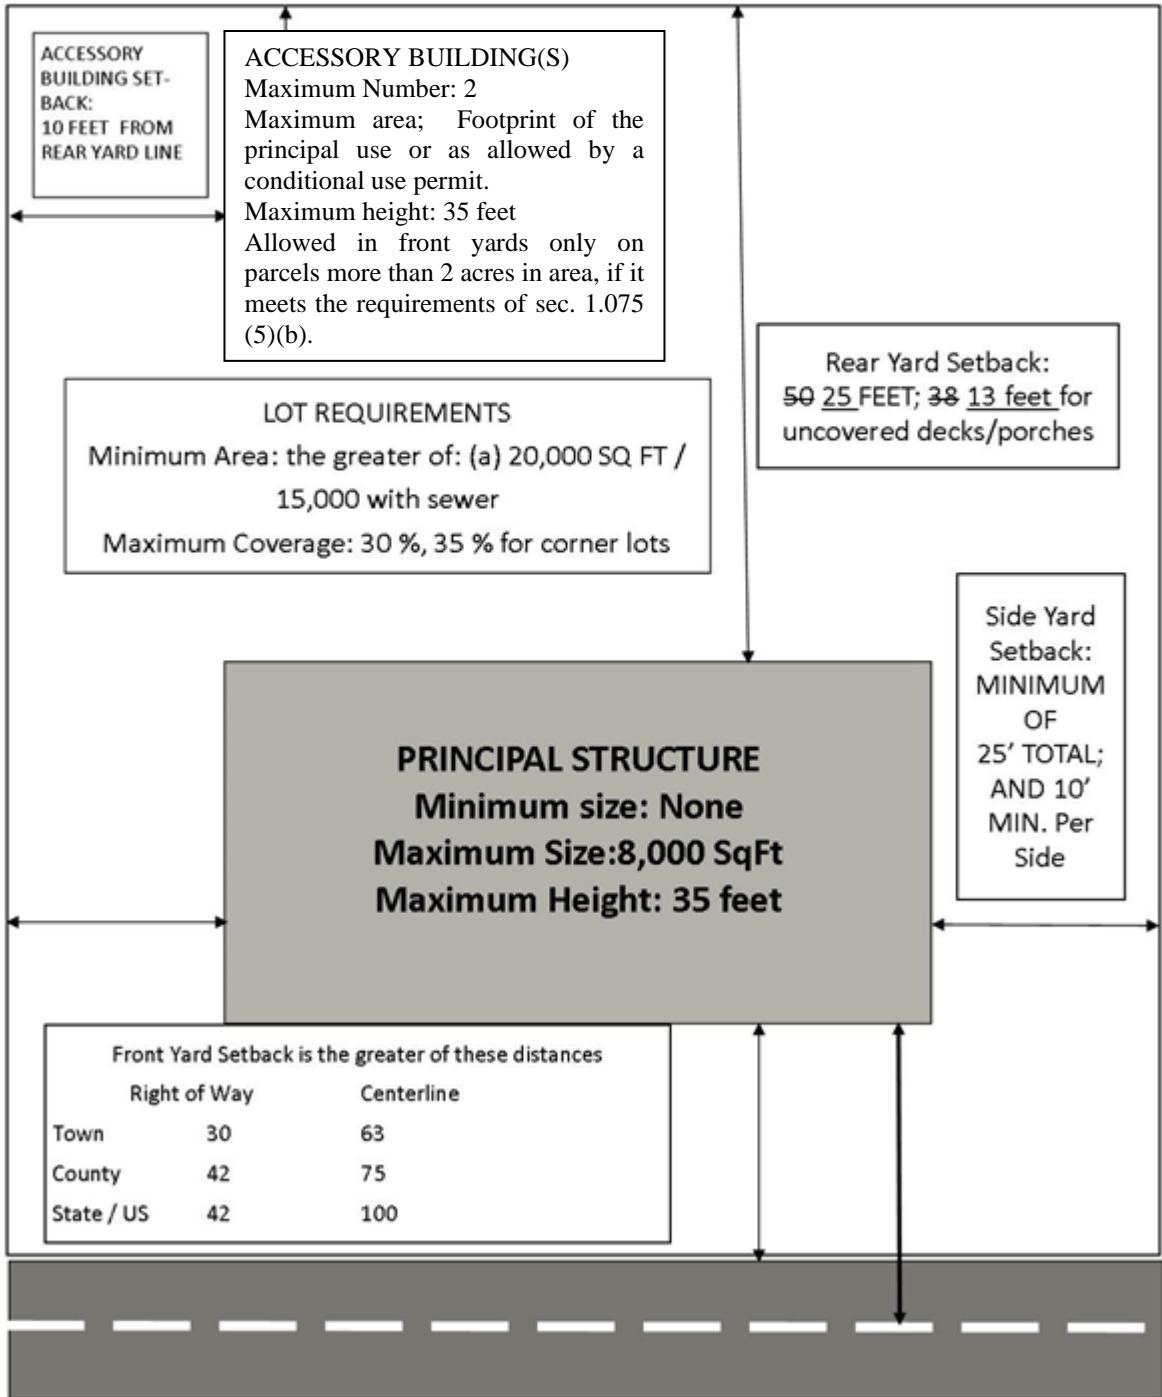 ACCESSORY
BUILDING SET-
BACK:
10 FEET FROM
REAR YARD LINE
ACCESSORY BUILDING(S)
Maximum Number: 2
Maximum area; Footprint of the
principal use or as allowed by a
conditional use permit.
Maximum height: 35 feet
Allowed in front yards only on
parcels more than 2 acres in area, if it
meets the requirements of sec. 1.075
(5)(b).
Rear Yard Setback:
50 25 FEET; 38 13 feet for
uncovered decks/porches
LOT REQUIREMENTS
Minimum Area: the greater of: (a) 20,000 SQ FT /
15,000 with sewer
Maximum Coverage: 30 %, 35 % for corner lots
Side Yard
Setback:
MINIMUM
OF
25’ TOTAL;
AND 10’
MIN. Per
Side
PRINCIPAL STRUCTURE
Minimum size: None
Maximum Size:8,000 SqFt
Maximum Height: 35 feet
Front Yard Setback is the greater of these distances
Right of Way Centerline
Town 30 63
County 42 75
State / US 42 100